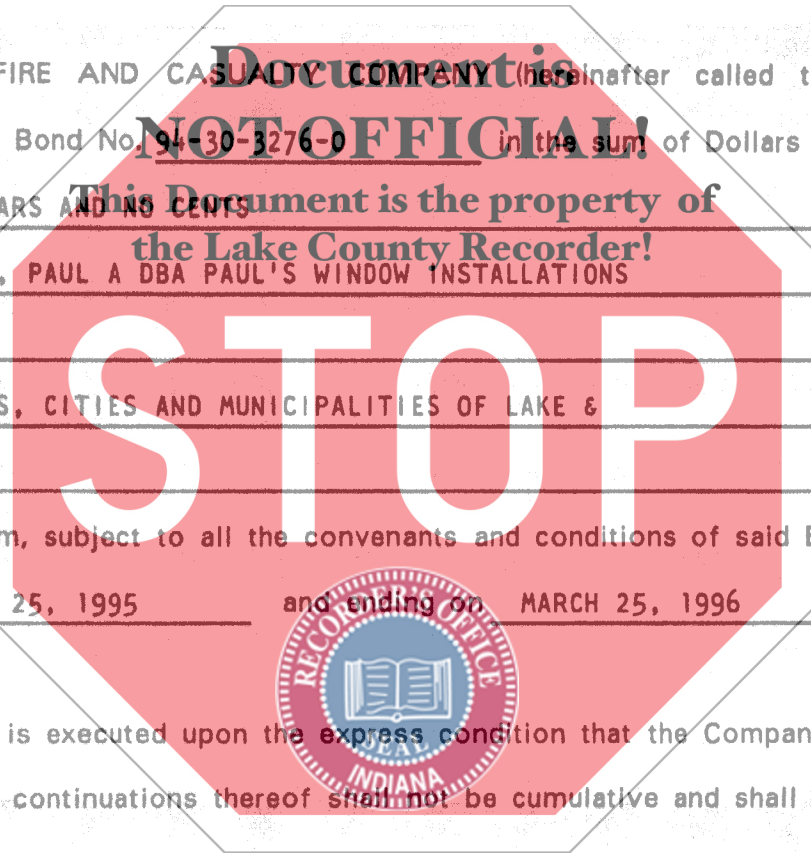 Document is
FIRE AND CASUALTY COMPANY (hereinafter called t
NOT OFFICIAL!
Bond No. 94-30-3276-0 in the sum of Dollars
This Document is the property of
ARS AND NO CENTS
the Lake County Recorder!
, PAUL A DBA PAUL'S WINDOW INSTALLATIONS
STOP
S, CITIES AND MUNICIPALITIES OF LAKE &
m, subject to all the convenants and conditions of said B
25, 1995 and ending on MARCH 25, 1996
RECORDER'S OFFICE
SEAL
INDIANA
is executed upon the express condition that the Compan
continuations thereof shall not be cumulative and shall